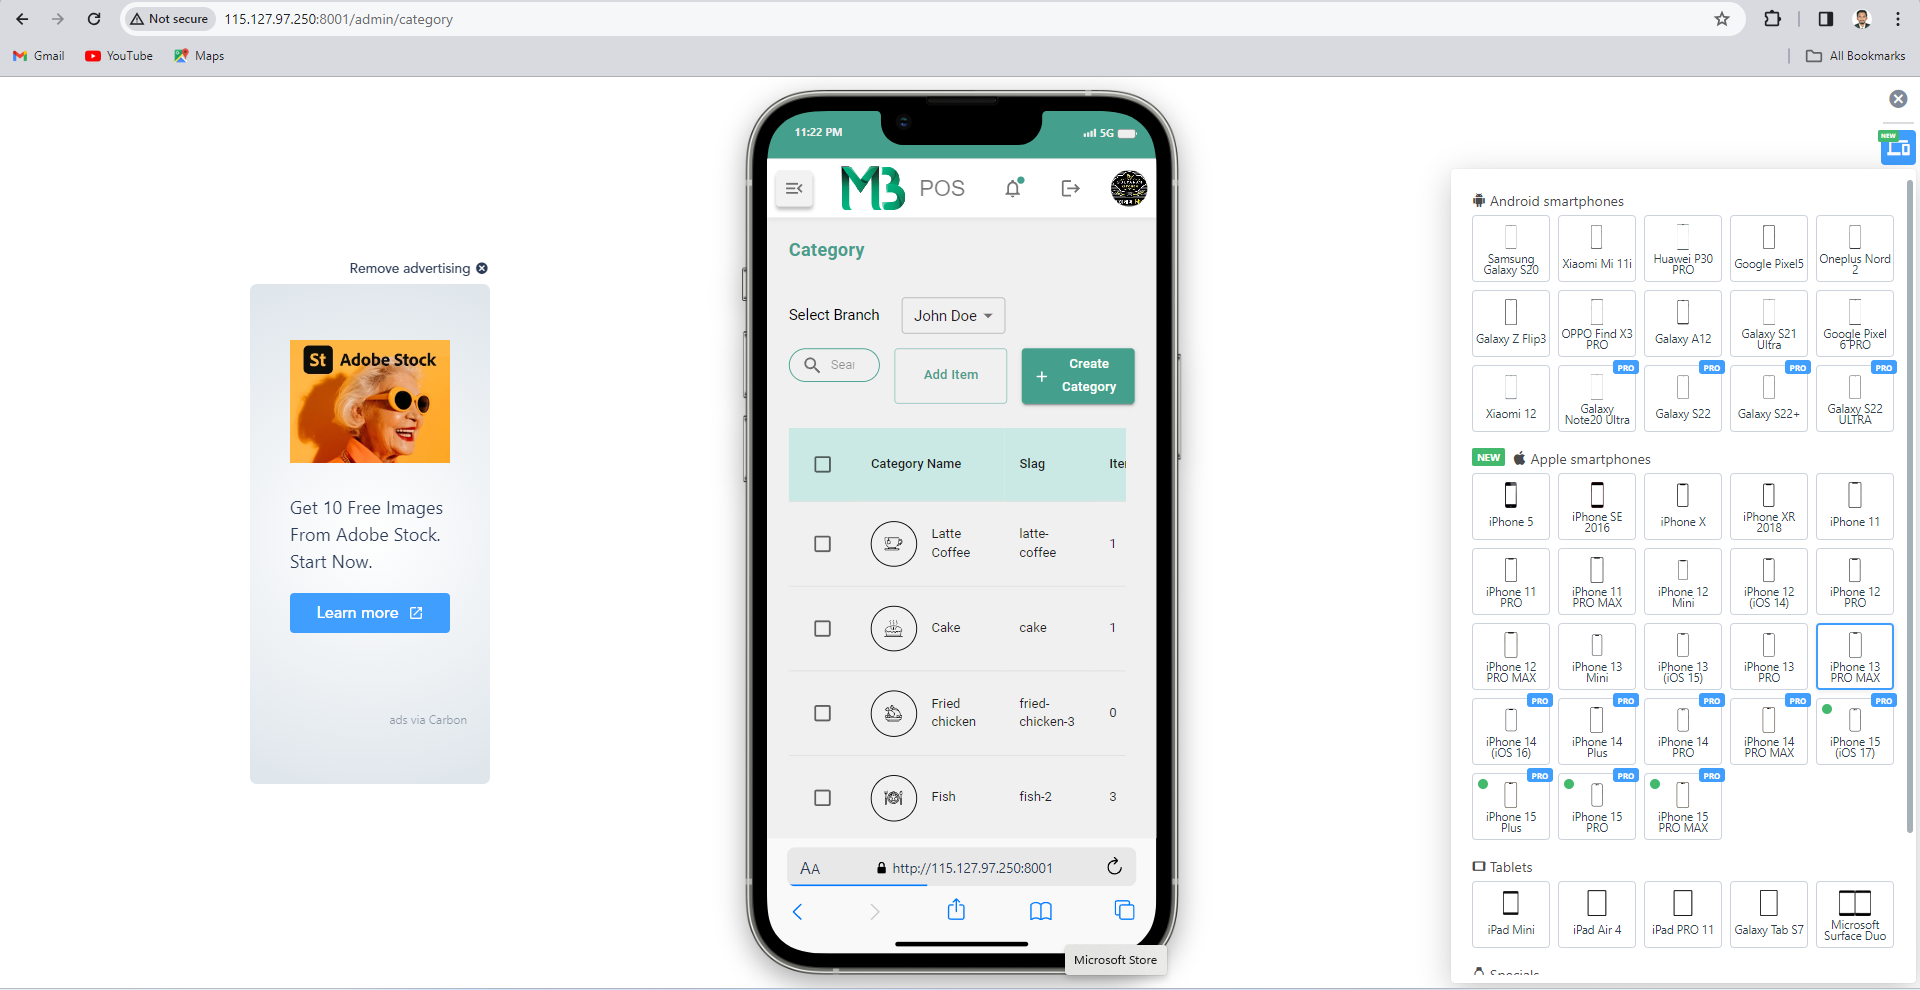 Not secure
115.127.97.250:8001/admin/category
Gmail
YouTube
Maps
All Bookmarks
Remove advertising
St Adobe Stock
Get 10 Free Images
From Adobe Stock.
Start Now.
Learn more
ads via Carbon
11:22 PM
5G
MB POS
Category
Select Branch
John Doe
Sear
Add Item
+ Create
Category
Category Name
Slag
Iter
Latte
Coffee
latte-
coffee
1
Cake
cake
1
Fried
chicken
fried-
chicken-3
0
Fish
fish-2
3
AA
http://115.127.97.250:8001
Microsoft Store
NEW
Android smartphones
Samsung
Galaxy S20
Xiaomi Mi 11i
Huawei P30
PRO
Google Pixel5
Oneplus Nord
2
Galaxy Z Flip3
OPPO Find X3
PRO
Galaxy A12
Galaxy S21
Ultra
Google Pixel
6 PRO
Xiaomi 12
PRO
Galaxy
Note20 Ultra
PRO
Galaxy S22
PRO
Galaxy S22+
PRO
Galaxy S22
ULTRA
NEW
Apple smartphones
iPhone 5
iPhone SE
2016
iPhone X
iPhone XR
2018
iPhone 11
iPhone 11
PRO
iPhone 11
PRO MAX
iPhone 12
Mini
iPhone 12
(iOS 14)
iPhone 12
PRO
iPhone 12
PRO MAX
iPhone 13
Mini
iPhone 13
(iOS 15)
iPhone 13
PRO
iPhone 13
PRO MAX
PRO
iPhone 14
(iOS 16)
PRO
iPhone 14
Plus
PRO
iPhone 14
PRO
PRO
iPhone 14
PRO MAX
PRO
iPhone 15
(iOS 17)
PRO
iPhone 15
Plus
PRO
iPhone 15
PRO
PRO
iPhone 15
PRO MAX
Tablets
iPad Mini
iPad Air 4
iPad PRO 11
Galaxy Tab S7
Microsoft
Surface Duo
Specials